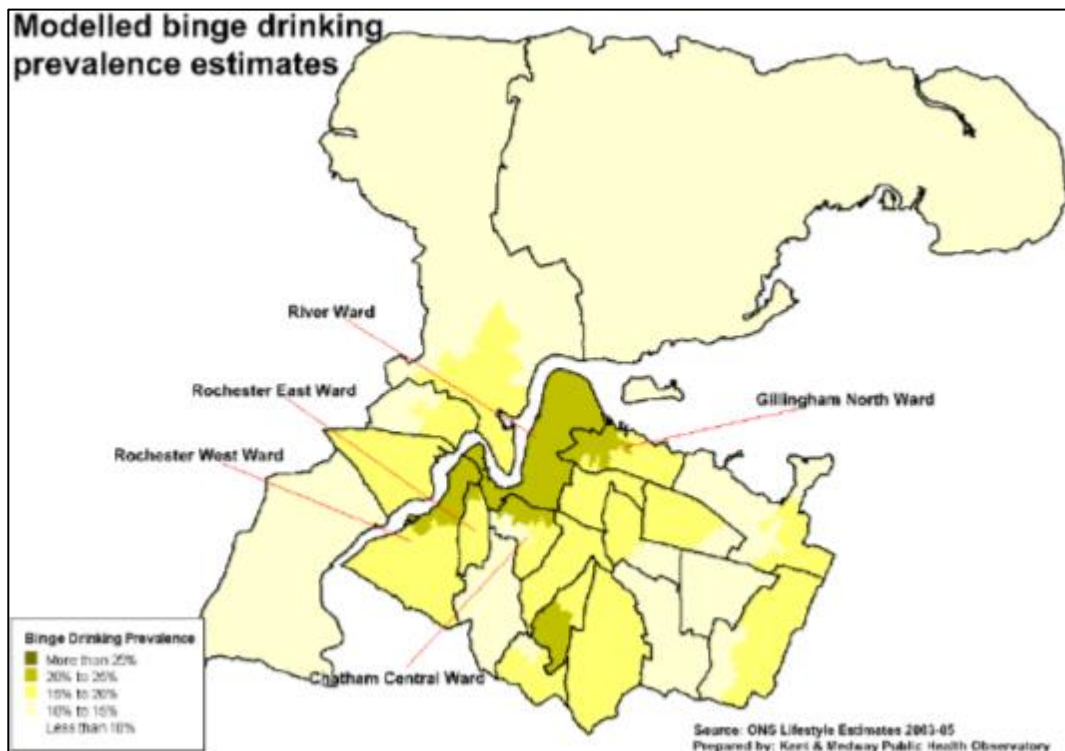 Modelled binge drinking
prevalence estimates
River Ward
Rochester East Ward
Gillingham North Ward
Rochester West Ward
Chatham Central Ward
Binge Drinking Prevalence
More than 25%
20% to 25%
15% to 20%
10% to 15%
Less than 10%
Source: ONS Lifestyle Estimates 2003-05
Prepared by: Kent & Medway Public Health Observatory